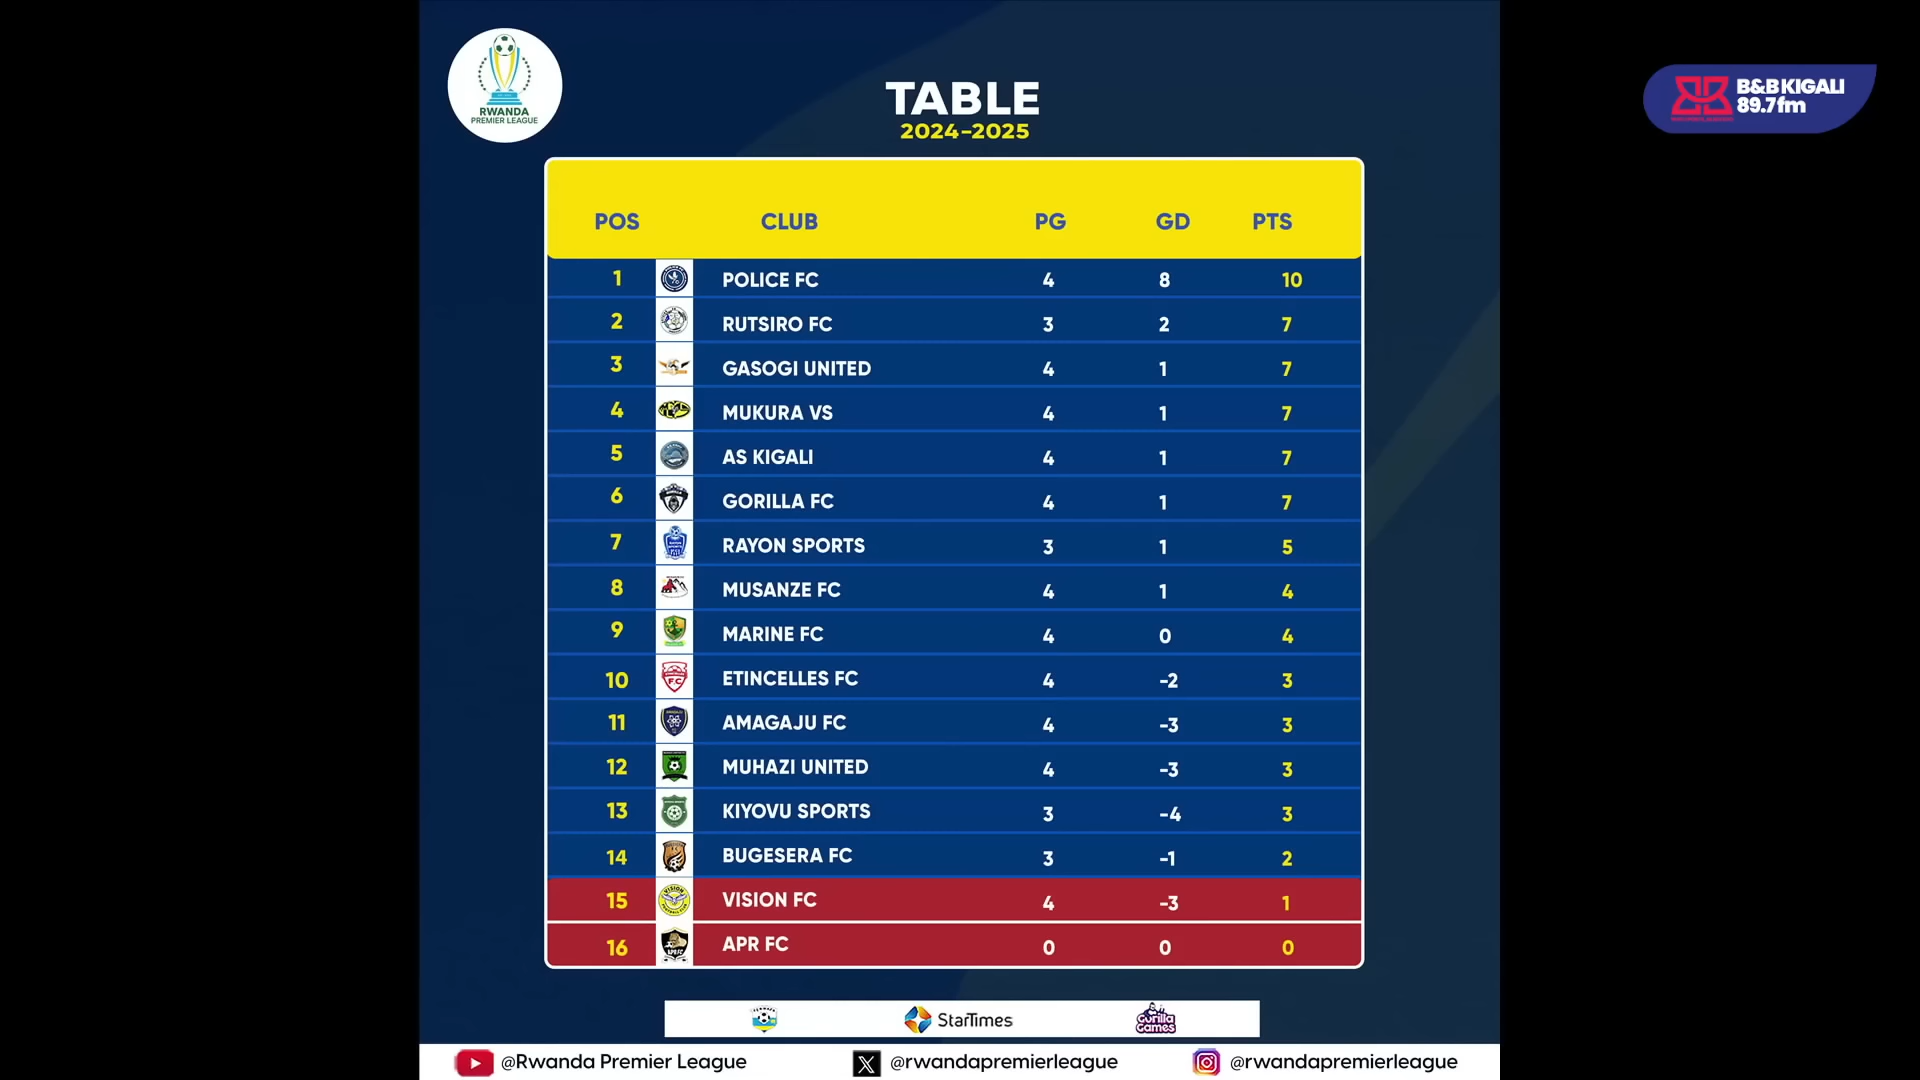 RWANDA
PREMIER LEAGUE
TABLE
2024-2025
B&B KIGALI
89.7fm
POS CLUB PG GD PTS
1 POLICE FC 4 8 10
2 RUTSIRO FC 3 2 7
3 GASOGI UNITED 4 1 7
4 MUKURA VS 4 1 7
5 AS KIGALI 4 1 7
6 GORILLA FC 4 1 7
7 RAYON SPORTS 3 1 5
8 MUSANZE FC 4 1 4
9 MARINE FC 4 0 4
10 ETINCELLES FC 4 -2 3
11 AMAGAJU FC 4 -3 3
12 MUHAZI UNITED 4 -3 3
13 KIYOVU SPORTS 3 -4 3
14 BUGESERA FC 3 -1 2
15 VISION FC 4 -3 1
16 APR FC 0 0 0
StarTimes
Gorilla Games
@Rwanda Premier League @rwandapremierleague @rwandapremierleague